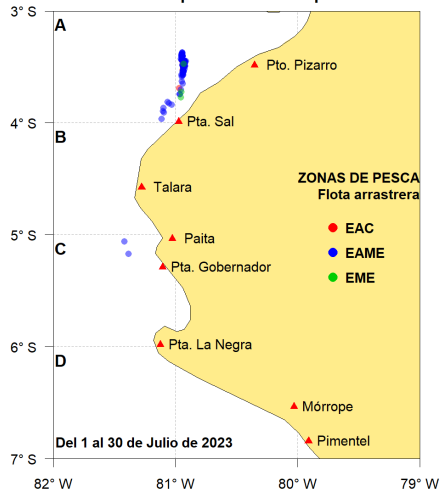 3° S
A
Pto. Pizarro
4° S
Pta. Sal
B
ZONAS DE PESCA
Talara
Flota arrastrera
EAC
5° S
Paita
C
EAME
Pta. Gobernador
EME
6° S
Pta. La Negra
D
Mórrope
Del 1 al 30 de Julio de 2023
Pimentel
7° S
82° W
81° W
80° W
79° W